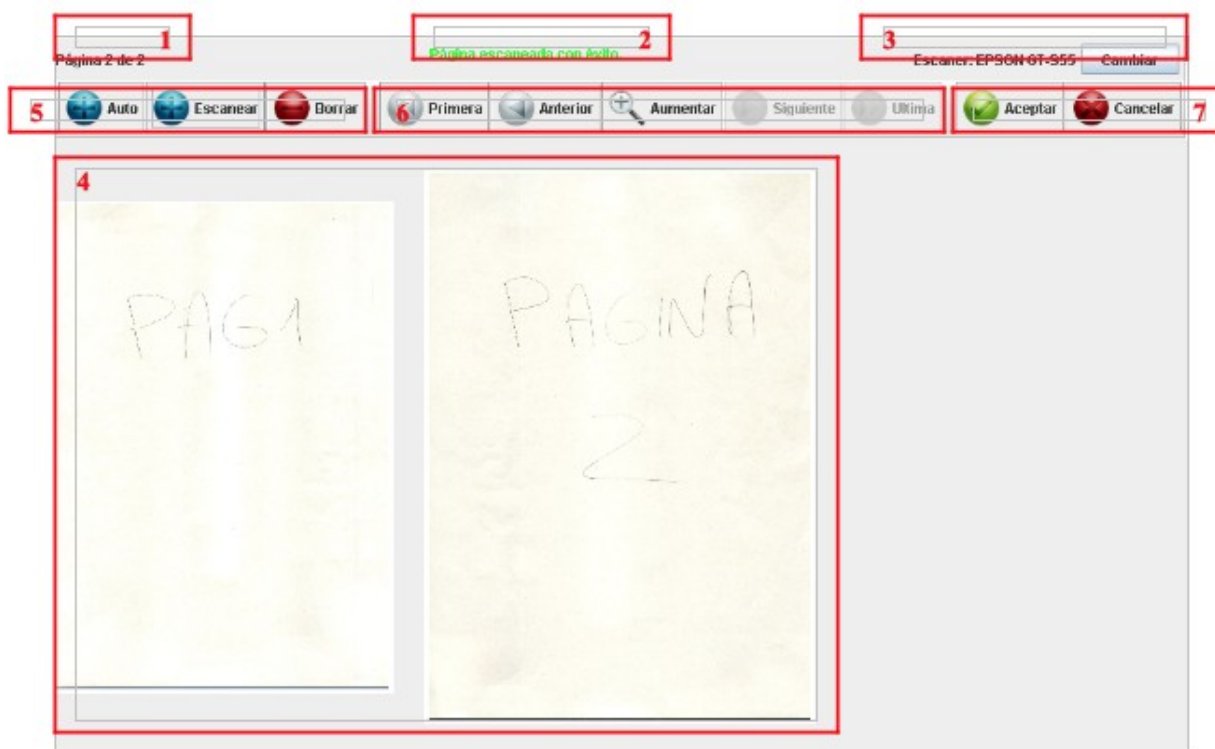 1
2
3
Página 2 de 2
Página escaneada con éxito
Escaner: EPSON GT-S55
Cambiar
5
Auto
Escanear
Borrar
6
Primera
Anterior
Aumentar
Siguiente
Ultima
Aceptar
Cancelar
7
4
PAG1
PAGINA
2